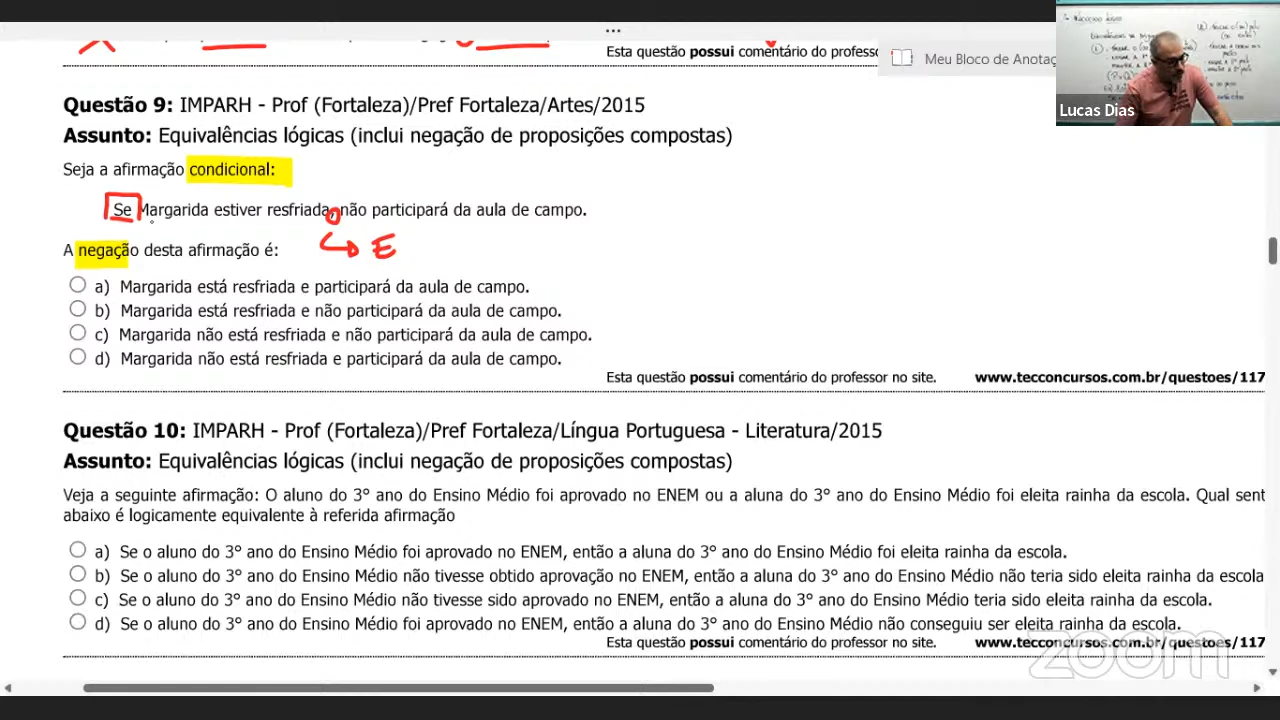 ...
Esta questão possui comentário do professor
Meu Bloco de Anotaç
Lucas Dias
Questão 9: IMPARH - Prof (Fortaleza)/Pref Fortaleza/Artes/2015
Assunto: Equivalências lógicas (inclui negação de proposições compostas)
Seja a afirmação condicional:
Se Margarida estiver resfriada, não participará da aula de campo.
A negação desta afirmação é:
E
a) Margarida está resfriada e participará da aula de campo.
b) Margarida está resfriada e não participará da aula de campo.
c) Margarida não está resfriada e não participará da aula de campo.
d) Margarida não está resfriada e participará da aula de campo.
Esta questão possui comentário do professor no site. www.tecconcursos.com.br/questoes/117
Questão 10: IMPARH - Prof (Fortaleza)/Pref Fortaleza/Língua Portuguesa - Literatura/2015
Assunto: Equivalências lógicas (inclui negação de proposições compostas)
Veja a seguinte afirmação: O aluno do 3° ano do Ensino Médio foi aprovado no ENEM ou a aluna do 3° ano do Ensino Médio foi eleita rainha da escola. Qual sent
abaixo é logicamente equivalente à referida afirmação
a) Se o aluno do 3° ano do Ensino Médio foi aprovado no ENEM, então a aluna do 3° ano do Ensino Médio foi eleita rainha da escola.
b) Se o aluno do 3° ano do Ensino Médio não tivesse obtido aprovação no ENEM, então a aluna do 3° ano do Ensino Médio não teria sido eleita rainha da escola
c) Se o aluno do 3° ano do Ensino Médio não tivesse sido aprovado no ENEM, então a aluna do 3° ano do Ensino Médio teria sido eleita rainha da escola.
d) Se o aluno do 3° ano do Ensino Médio foi aprovado no ENEM, então a aluna do 3° ano do Ensino Médio não conseguiu ser eleita rainha da escola.
Esta questão possui comentário do professor no site. www.tecconcursos.com.br/questoes/117
zoom